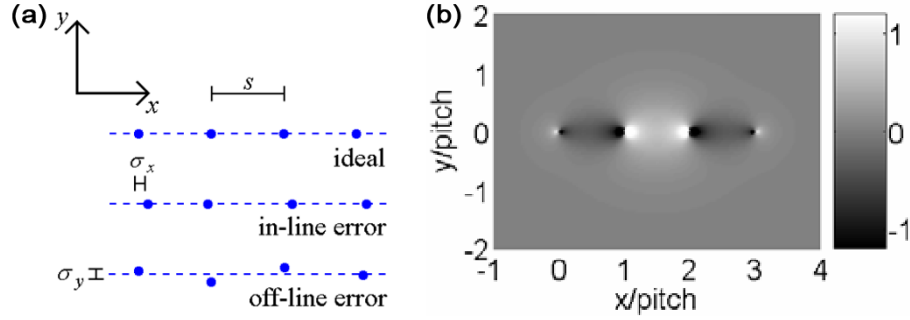 (a)
y
x
s
ideal
σx
in-line error
σy
off-line error
(b)
y/pitch
2
1
0
-1
-2
-1 0 1 2 3 4
x/pitch
1
0
-1